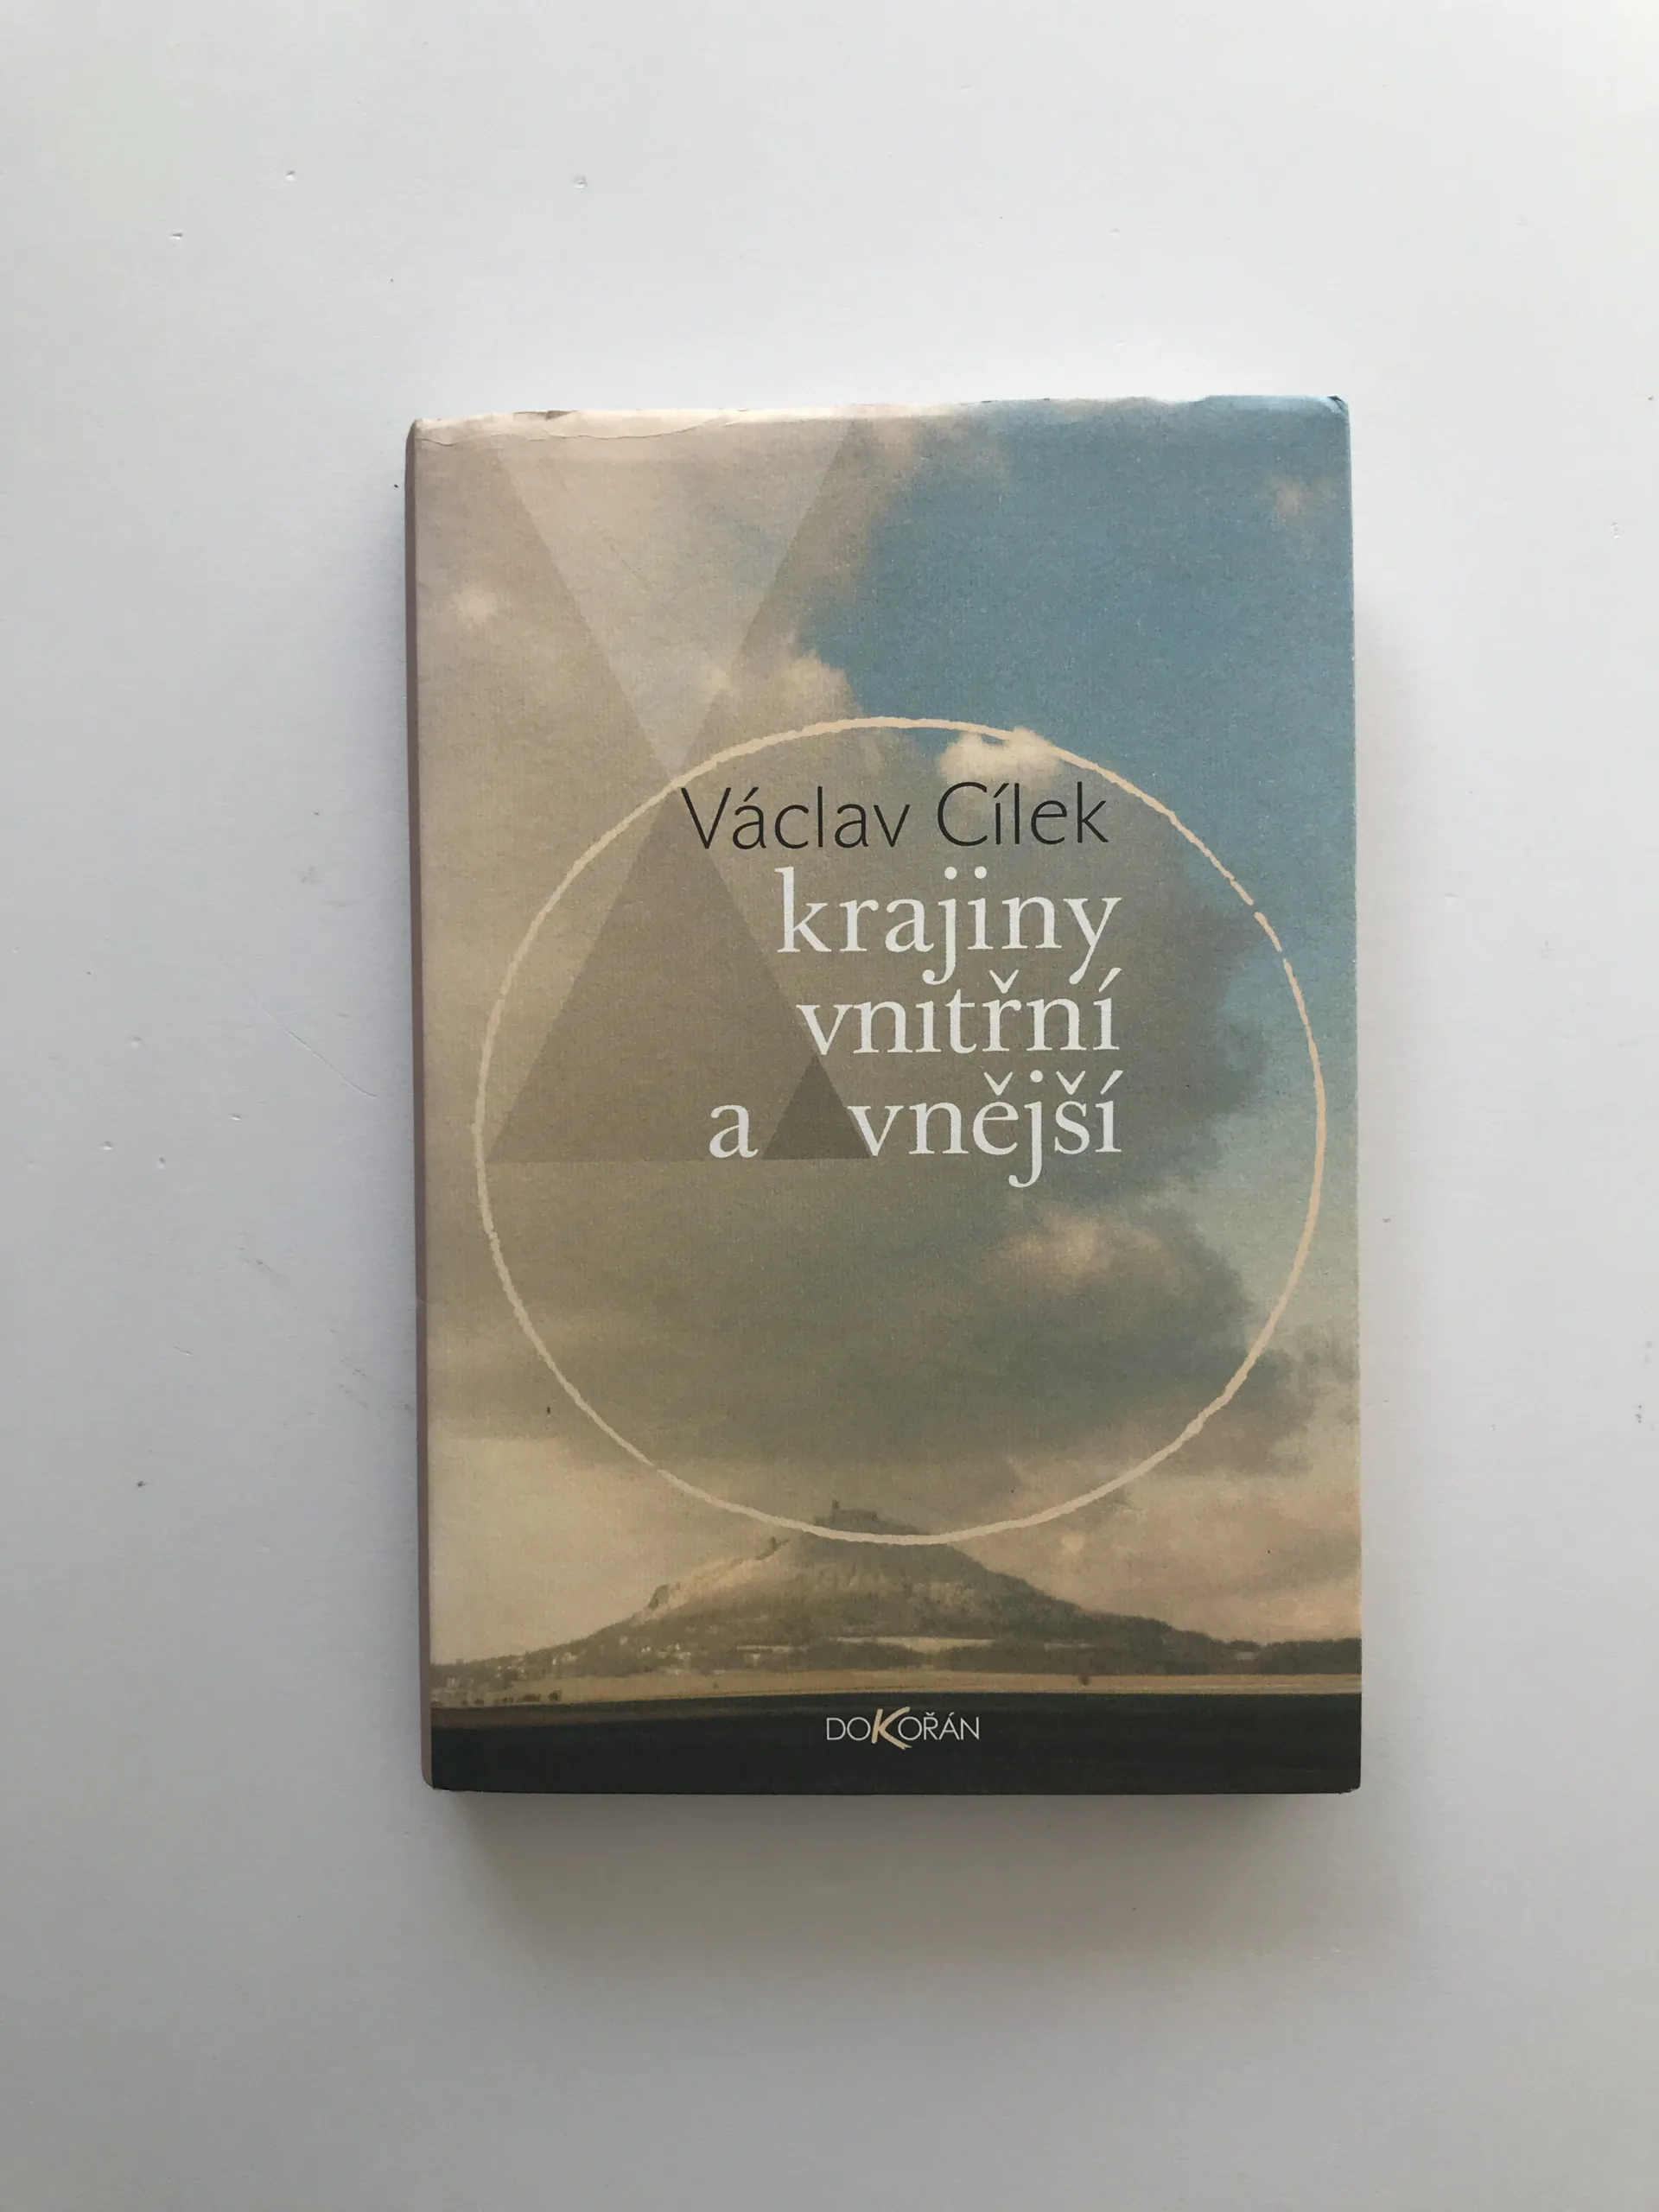 Václav Cílek
krajiny
vnitřní
a vnější
DOKOŘÁN